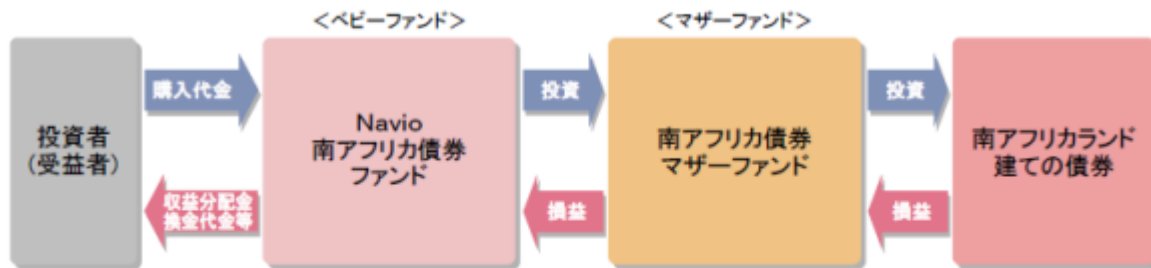 ＜ベビーファンド＞
＜マザーファンド＞
投資者
（受益者）
購入代金
収益分配金
換金代金等
Navio
南アフリカ債券
ファンド
投資
損益
南アフリカ債券
マザーファンド
投資
損益
南アフリカランド
建ての債券